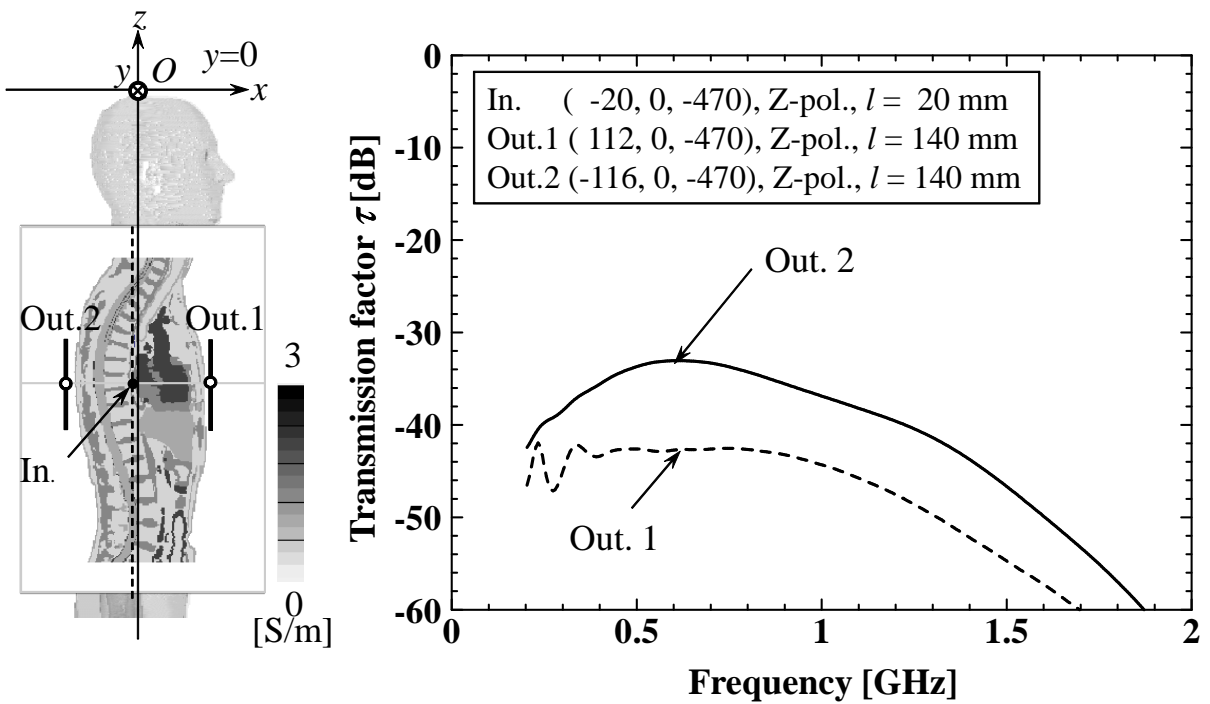 z
y O y=0
x
Out.2 Out.1
In.
3
0
[S/m]
Transmission factor τ [dB]
0
-10
-20
-30
-40
-50
-60
In. ( -20, 0, -470), Z-pol., l = 20 mm
Out.1 ( 112, 0, -470), Z-pol., l = 140 mm
Out.2 (-116, 0, -470), Z-pol., l = 140 mm
Out. 2
Out. 1
0 0.5 1 1.5 2
Frequency [GHz]